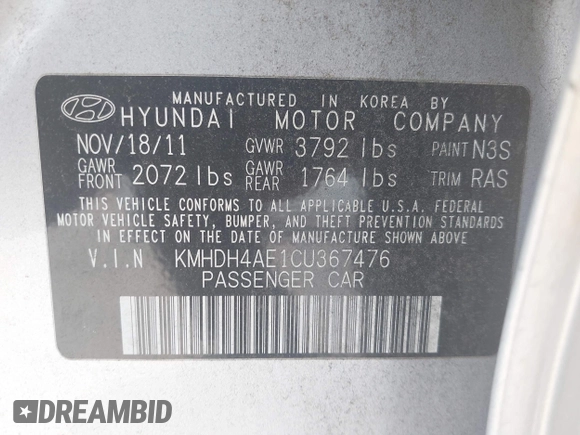 MANUFACTURED IN KOREA BY
HYUNDAI MOTOR COMPANY
NOV/18/11 GVWR 3792 lbs PAINT N3S
GAWR FRONT 2072 lbs GAWR REAR 1764 lbs TRIM RAS
THIS VEHICLE CONFORMS TO ALL APPLICABLE U.S.A. FEDERAL
MOTOR VEHICLE SAFETY, BUMPER, AND THEFT PREVENTION STANDARDS
IN EFFECT ON THE DATE OF MANUFACTURE SHOWN ABOVE.
V.I.N KMHDH4AE1CU367476
PASSENGER CAR
DREAMBID